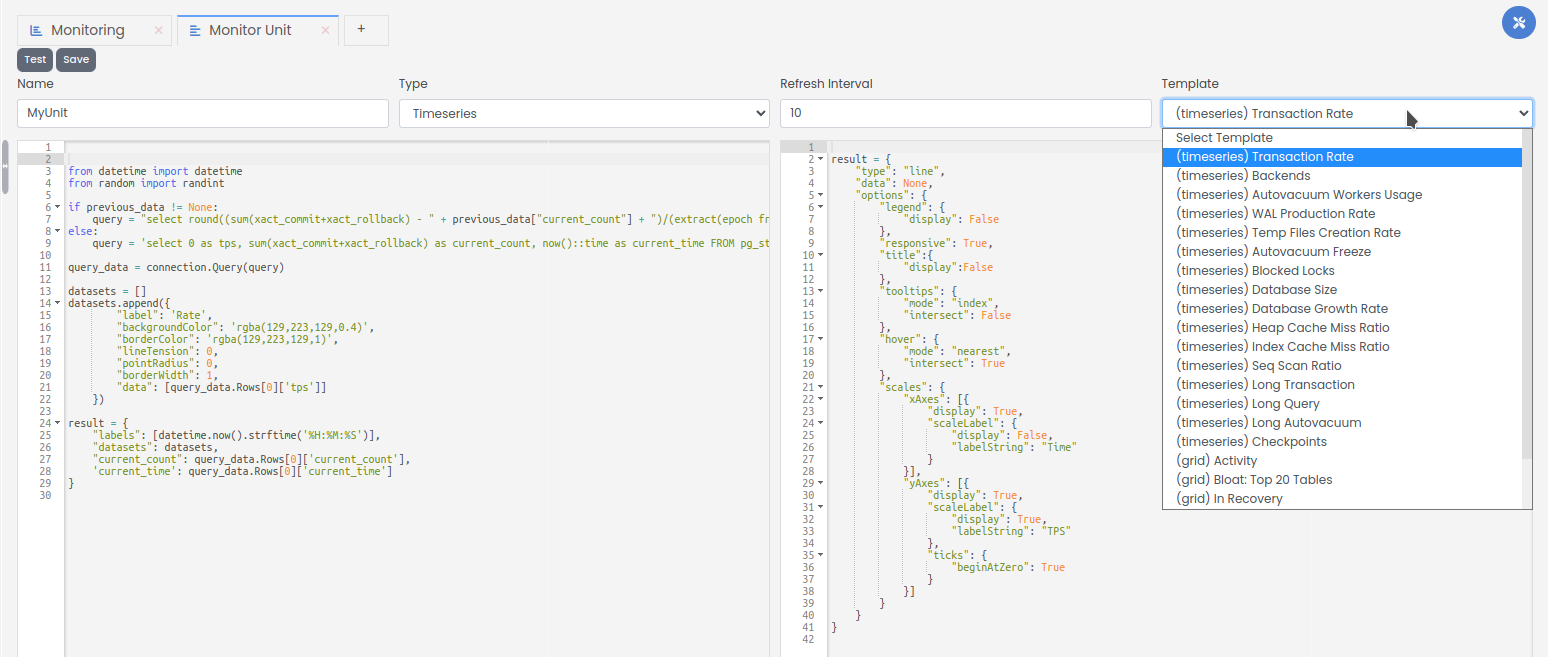 Monitoring × Monitor Unit × +
Test Save
Name Type Refresh Interval Template
MyUnit Timeseries 10 (timeseries) Transaction Rate
1
2
3 from datetime import datetime
4 from random import randint
5
6 if previous_data != None:
7 query = "select round((sum(xact_commit+xact_rollback) - " + previous_data["current_count"] + ")/(extract(epoch fr
8 else:
9 query = 'select 0 as tps, sum(xact_commit+xact_rollback) as current_count, now()::time as current_time FROM pg_st
10
11 query_data = connection.Query(query)
12
13 datasets = []
14 datasets.append({
15 "label": 'Rate',
16 "backgroundColor": 'rgba(129,223,129,0.4)',
17 "borderColor": 'rgba(129,223,129,1)',
18 "lineTension": 0,
19 "pointRadius": 0,
20 "borderWidth": 1,
21 "data": [query_data.Rows[0]['tps']]
22 })
23
24 result = {
25 "labels": [datetime.now().strftime('%H:%M:%S')],
26 "datasets": datasets,
27 "current_count": query_data.Rows[0]['current_count'],
28 'current_time': query_data.Rows[0]['current_time']
29 }
30
1
2 result = {
3 "type": "line",
4 "data": None,
5 "options": {
6 "legend": {
7 "display": False
8 },
9 "responsive": True,
10 "title":{
11 "display":False
12 },
13 "tooltips": {
14 "mode": "index",
15 "intersect": False
16 },
17 "hover": {
18 "mode": "nearest",
19 "intersect": True
20 },
21 "scales": {
22 "xAxes": [{
23 "display": True,
24 "scaleLabel": {
25 "display": False,
26 "labelString": "Time"
27 }
28 }],
29 "yAxes": [{
30 "display": True,
31 "scaleLabel": {
32 "display": True,
33 "labelString": "TPS"
34 },
35 "ticks": {
36 "beginAtZero": True
37 }
38 }]
39 }
40 }
41 }
42
Select Template
(timeseries) Transaction Rate
(timeseries) Backends
(timeseries) Autovacuum Workers Usage
(timeseries) WAL Production Rate
(timeseries) Temp Files Creation Rate
(timeseries) Autovacuum Freeze
(timeseries) Blocked Locks
(timeseries) Database Size
(timeseries) Database Growth Rate
(timeseries) Heap Cache Miss Ratio
(timeseries) Index Cache Miss Ratio
(timeseries) Seq Scan Ratio
(timeseries) Long Transaction
(timeseries) Long Query
(timeseries) Long Autovacuum
(timeseries) Checkpoints
(grid) Activity
(grid) Bloat: Top 20 Tables
(grid) In Recovery